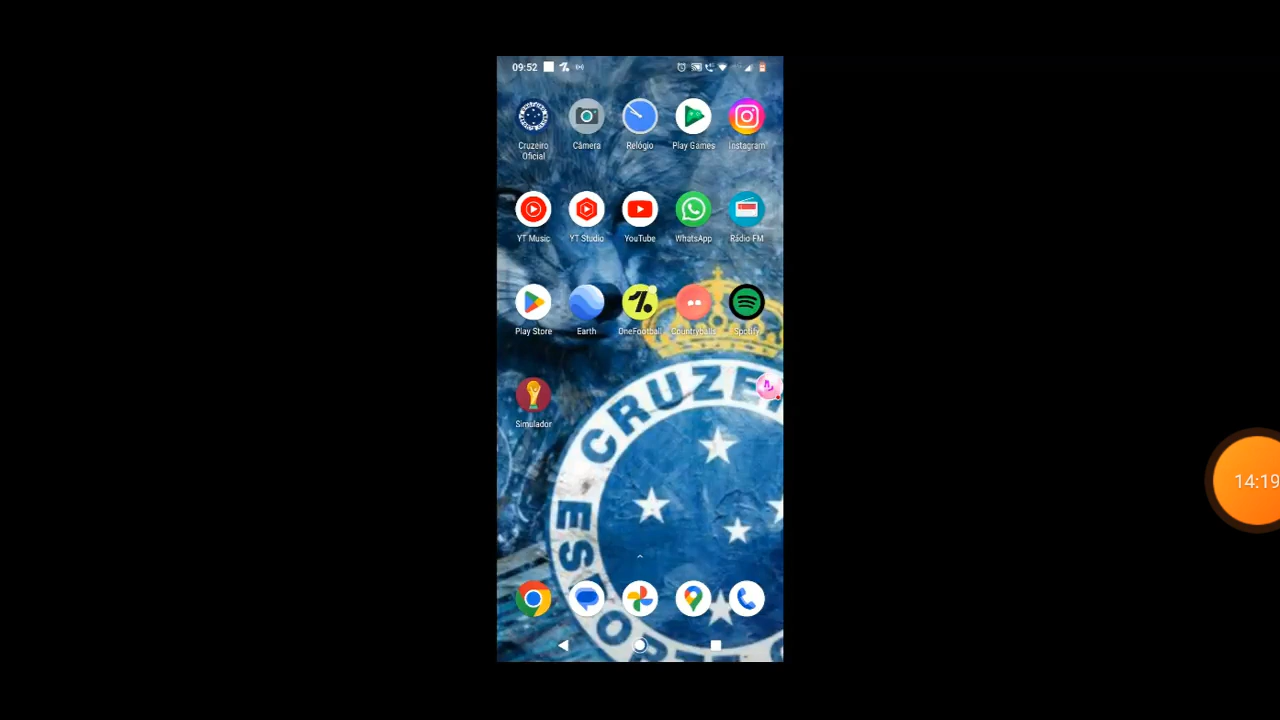 09:52
Cruzeiro Oficial
Câmera
Relógio
Play Games
Instagram
YT Music
YT Studio
YouTube
WhatsApp
Rádio FM
Play Store
Earth
OneFootball
Countryballs
Spotify
Simulador
CRUZEI
ESE
14:19